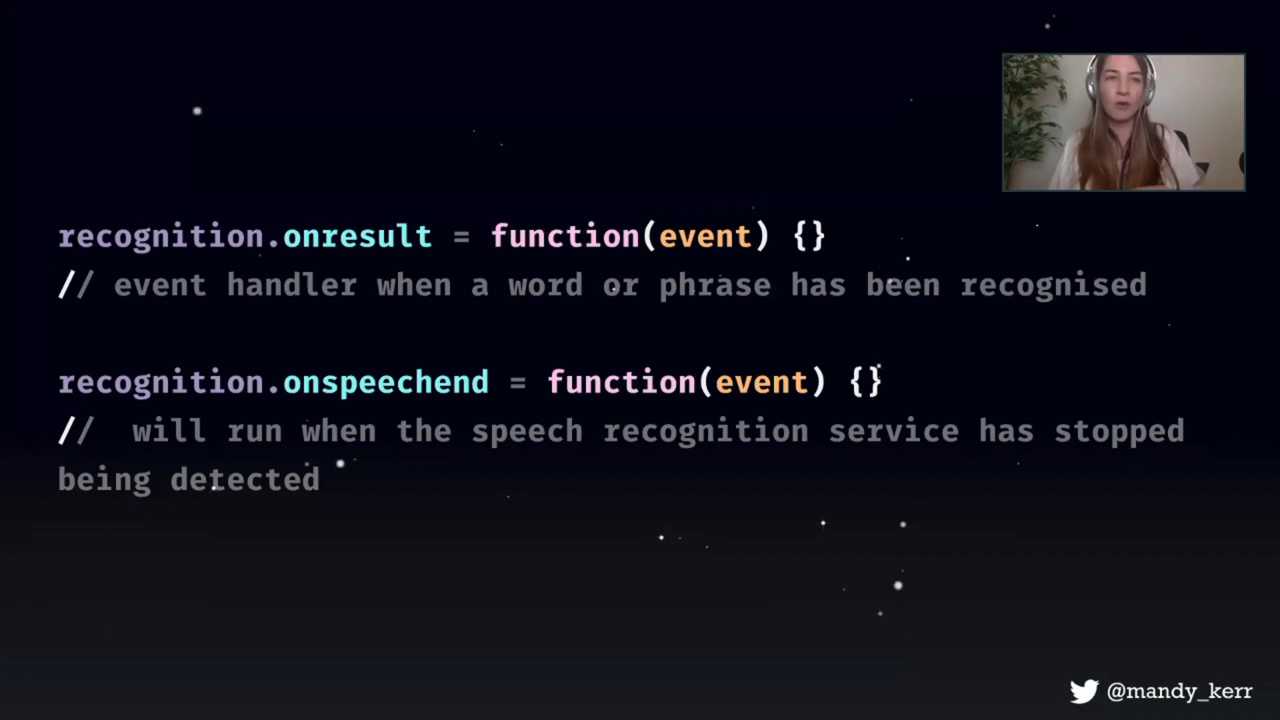 recognition.onresult = function(event) {}
// event handler when a word or phrase has been recognised
recognition.onspeechend = function(event) {}
//  will run when the speech recognition service has stopped
being detected
@mandy_kerr